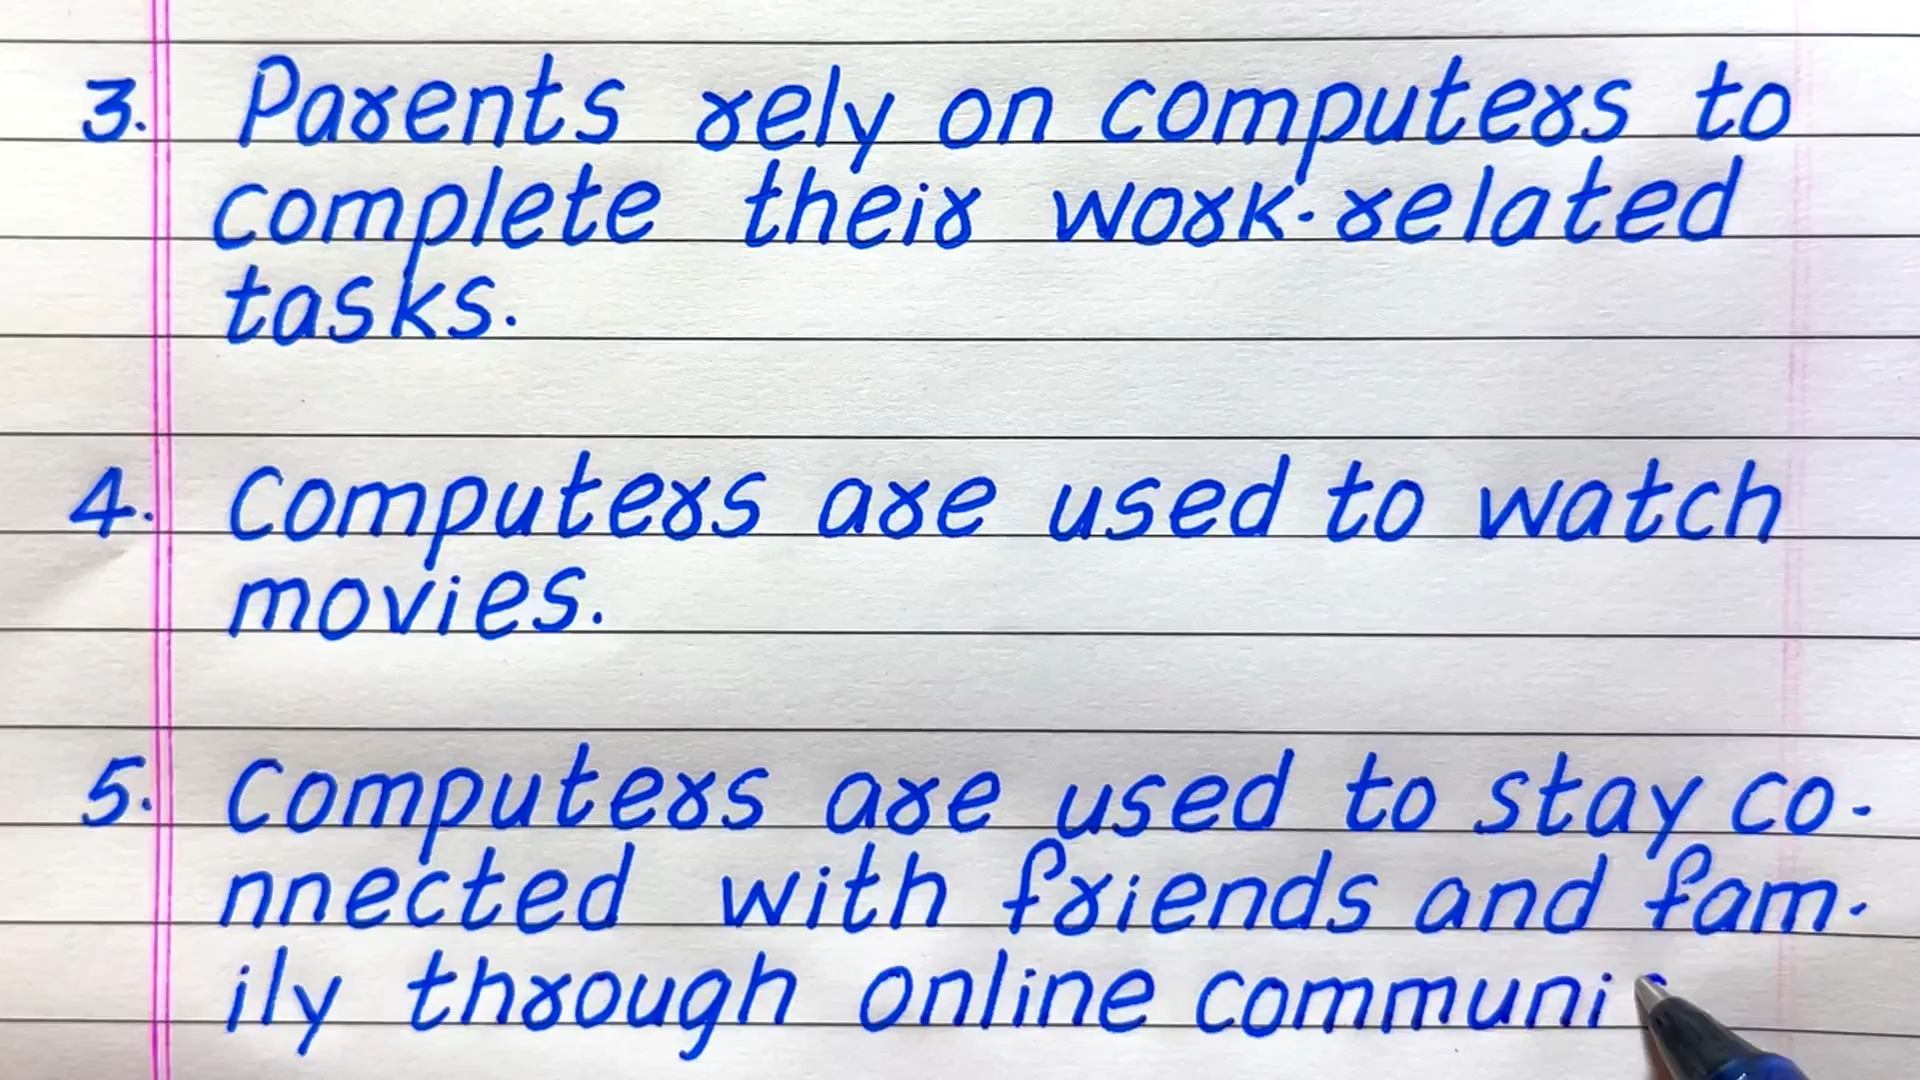 3. Parents rely on computers to
complete their work-related
tasks.
4. Computers are used to watch
movies.
5. Computers are used to stay co-
nnected with friends and fam-
ily through online communi